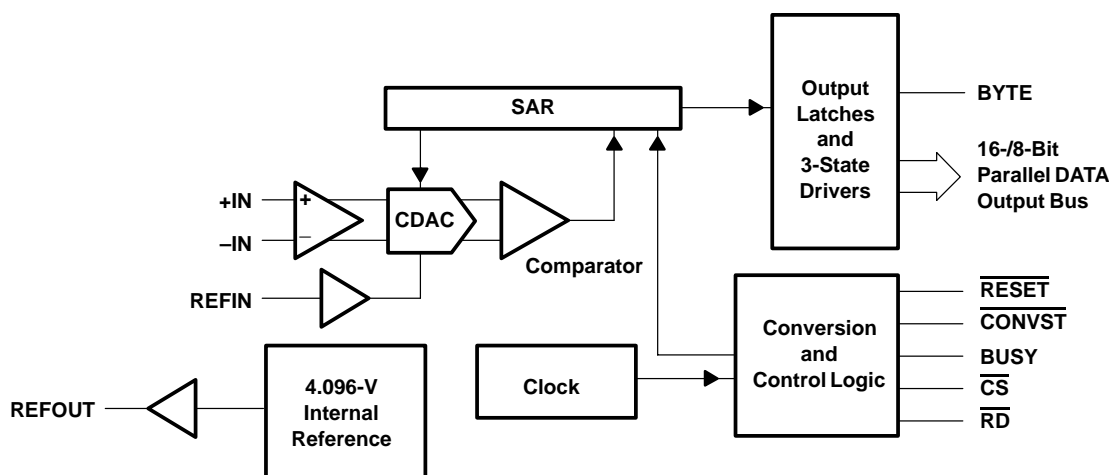 SAR
Output
Latches
and
3-State
Drivers
BYTE
16-/8-Bit
Parallel DATA
Output Bus
+IN
–IN
+
–
CDAC
Comparator
REFIN
REFOUT
4.096-V
Internal
Reference
Clock
Conversion
and
Control Logic
RESET
CONVST
BUSY
CS
RD